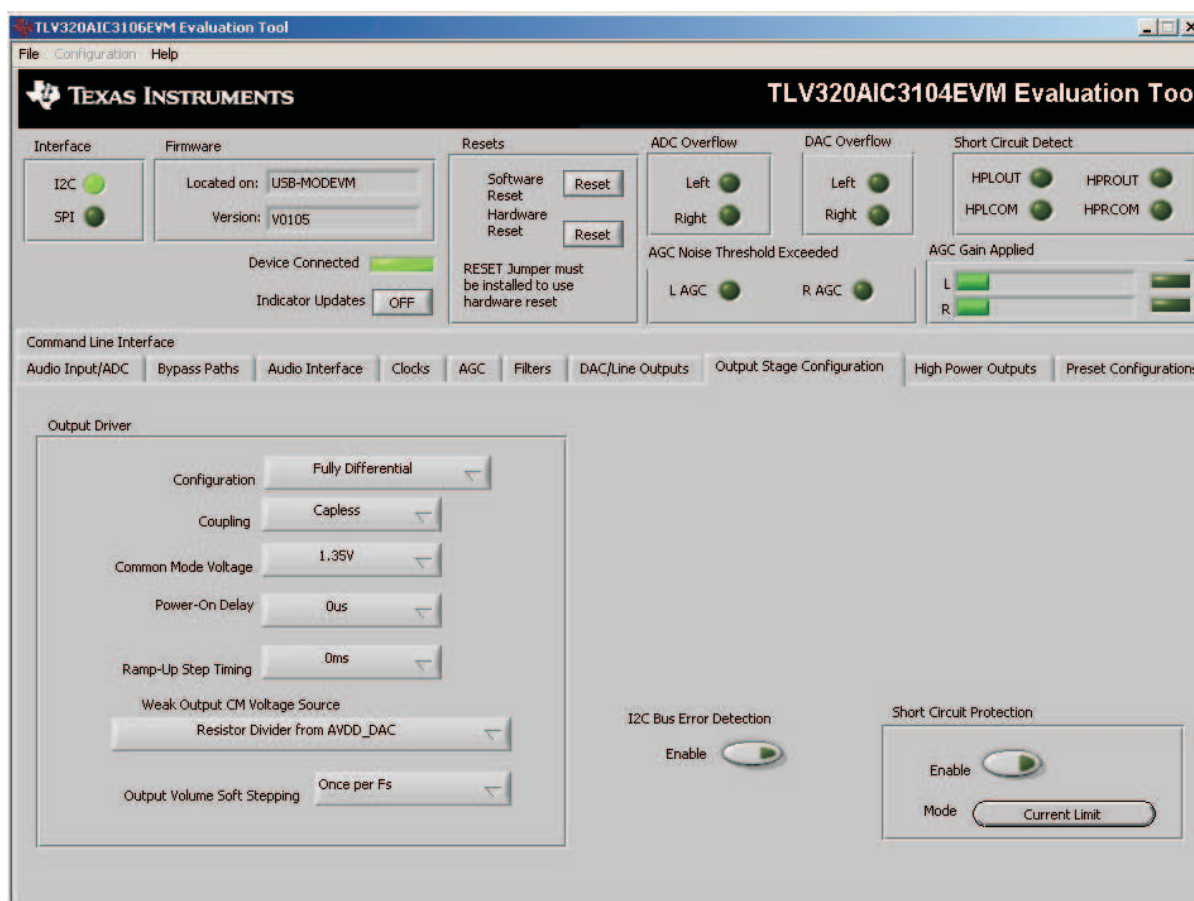 TLV320AIC3106EVM Evaluation Tool
File Configuration Help
TEXAS INSTRUMENTS
TLV320AIC3104EVM Evaluation Too
Interface
I2C
SPI
Firmware
Located on: USB-MODEVM
Version: V0105
Device Connected
Indicator Updates OFF
Resets
Software Reset Reset
Hardware Reset Reset
RESET Jumper must
be installed to use
hardware reset
ADC Overflow
Left
Right
DAC Overflow
Left
Right
Short Circuit Detect
HPLOUT HPROUT
HPLCOM HPRCOM
AGC Noise Threshold Exceeded
L AGC R AGC
AGC Gain Applied
L
R
Command Line Interface
Audio Input/ADC Bypass Paths Audio Interface Clocks AGC Filters DAC/Line Outputs Output Stage Configuration High Power Outputs Preset Configurations
Output Driver
Configuration Fully Differential
Coupling Capless
Common Mode Voltage 1.35V
Power-On Delay 0us
Ramp-Up Step Timing 0ms
Weak Output CM Voltage Source
Resistor Divider from AVDD_DAC
Output Volume Soft Stepping Once per Fs
I2C Bus Error Detection
Enable
Short Circuit Protection
Enable
Mode Current Limit